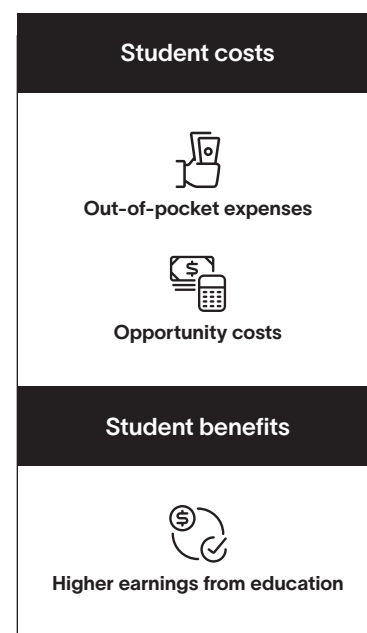 Student costs
Out-of-pocket expenses
$
Opportunity costs
Student benefits
$
Higher earnings from education